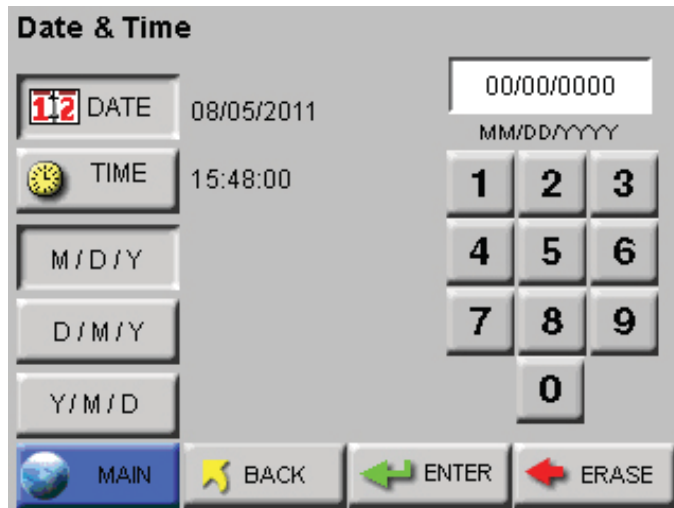 Date & Time
00/00/0000
12 DATE 08/05/2011
MM/DD/YYYY
TIME 15:48:00
1 2 3
M/D/Y
4 5 6
D/M/Y
7 8 9
Y/M/D
0
MAIN BACK ENTER ERASE